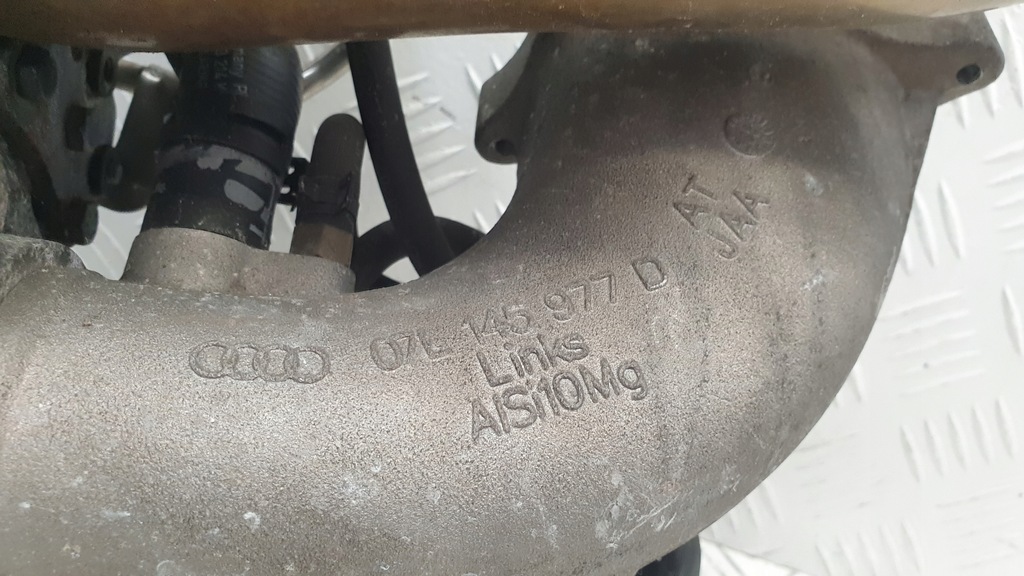 AT
JAA
07L 145 977 D
Links
AlSi10Mg